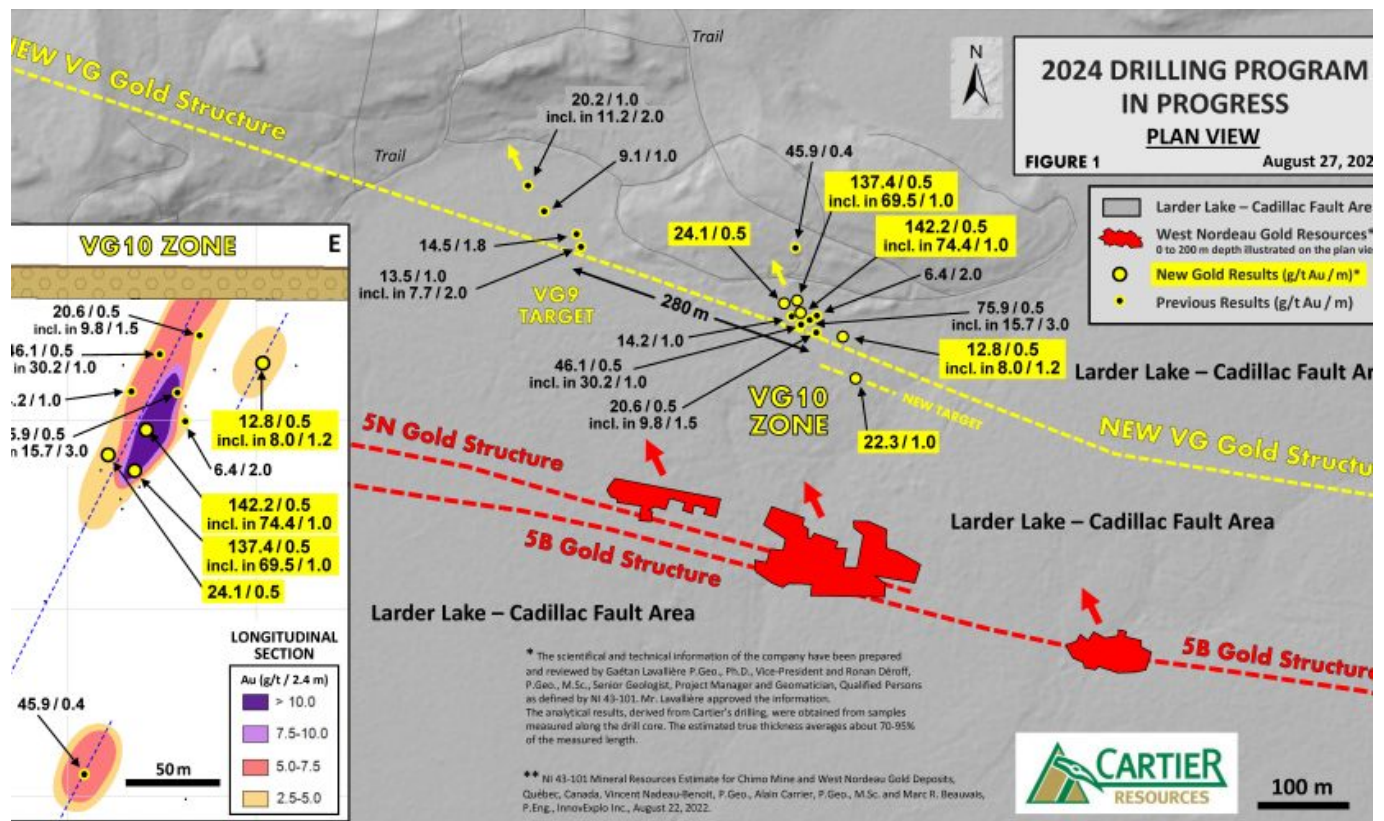 NEW VG Gold Structure
Trail
Trail
20.2 / 1.0
incl. in 11.2 / 2.0
9.1 / 1.0
14.5 / 1.8
13.5 / 1.0
incl. in 7.7 / 2.0
VG9
TARGET
280 m
45.9 / 0.4
137.4 / 0.5
incl. in 69.5 / 1.0
24.1 / 0.5
142.2 / 0.5
incl. in 74.4 / 1.0
6.4 / 2.0
75.9 / 0.5
incl. in 15.7 / 3.0
14.2 / 1.0
46.1 / 0.5
incl. in 30.2 / 1.0
12.8 / 0.5
incl. in 8.0 / 1.2
20.6 / 0.5
incl. in 9.8 / 1.5
VG10
ZONE
NEW TARGET
22.3 / 1.0
NEW VG Gold Structu
N
2024 DRILLING PROGRAM
IN PROGRESS
PLAN VIEW
FIGURE 1
August 27, 202
Larder Lake – Cadillac Fault Are
West Nordeau Gold Resources*
0 to 200 m depth illustrated on the plan vie
New Gold Results (g/t Au / m)*
Previous Results (g/t Au / m)
Larder Lake – Cadillac Fault Ar
5N Gold Structure
5B Gold Structure
Larder Lake – Cadillac Fault Area
Larder Lake – Cadillac Fault Area
5B Gold Structure
VG10 ZONE
E
20.6 / 0.5
incl. in 9.8 / 1.5
46.1 / 0.5
in 30.2 / 1.0
.2 / 1.0
5.9 / 0.5
in 15.7 / 3.0
12.8 / 0.5
incl. in 8.0 / 1.2
6.4 / 2.0
142.2 / 0.5
incl. in 74.4 / 1.0
137.4 / 0.5
incl. in 69.5 / 1.0
24.1 / 0.5
45.9 / 0.4
50 m
LONGITUDINAL
SECTION
Au (g/t / 2.4 m)
> 10.0
7.5-10.0
5.0-7.5
2.5-5.0
* The scientifical and technical information of the company have been prepared
and reviewed by Gaétan Lavallière P.Geo., Ph.D., Vice-President and Ronan Déroff,
P.Geo., M.Sc., Senior Geologist, Project Manager and Geomatician, Qualified Persons
as defined by NI 43-101. Mr. Lavallière approved the information.
The analytical results, derived from Cartier's drilling, were obtained from samples
measured along the drill core. The estimated true thickness averages about 70-95%
of the measured length.
** NI 43-101 Mineral Resources Estimate for Chimo Mine and West Nordeau Gold Deposits,
Québec, Canada, Vincent Nadeau-Benoit, P.Geo., Alain Carrier, P.Geo., M.Sc. and Marc R. Beauvais,
P.Eng., InnovExplo Inc., August 22, 2022.
CARTIER
RESOURCES
100 m